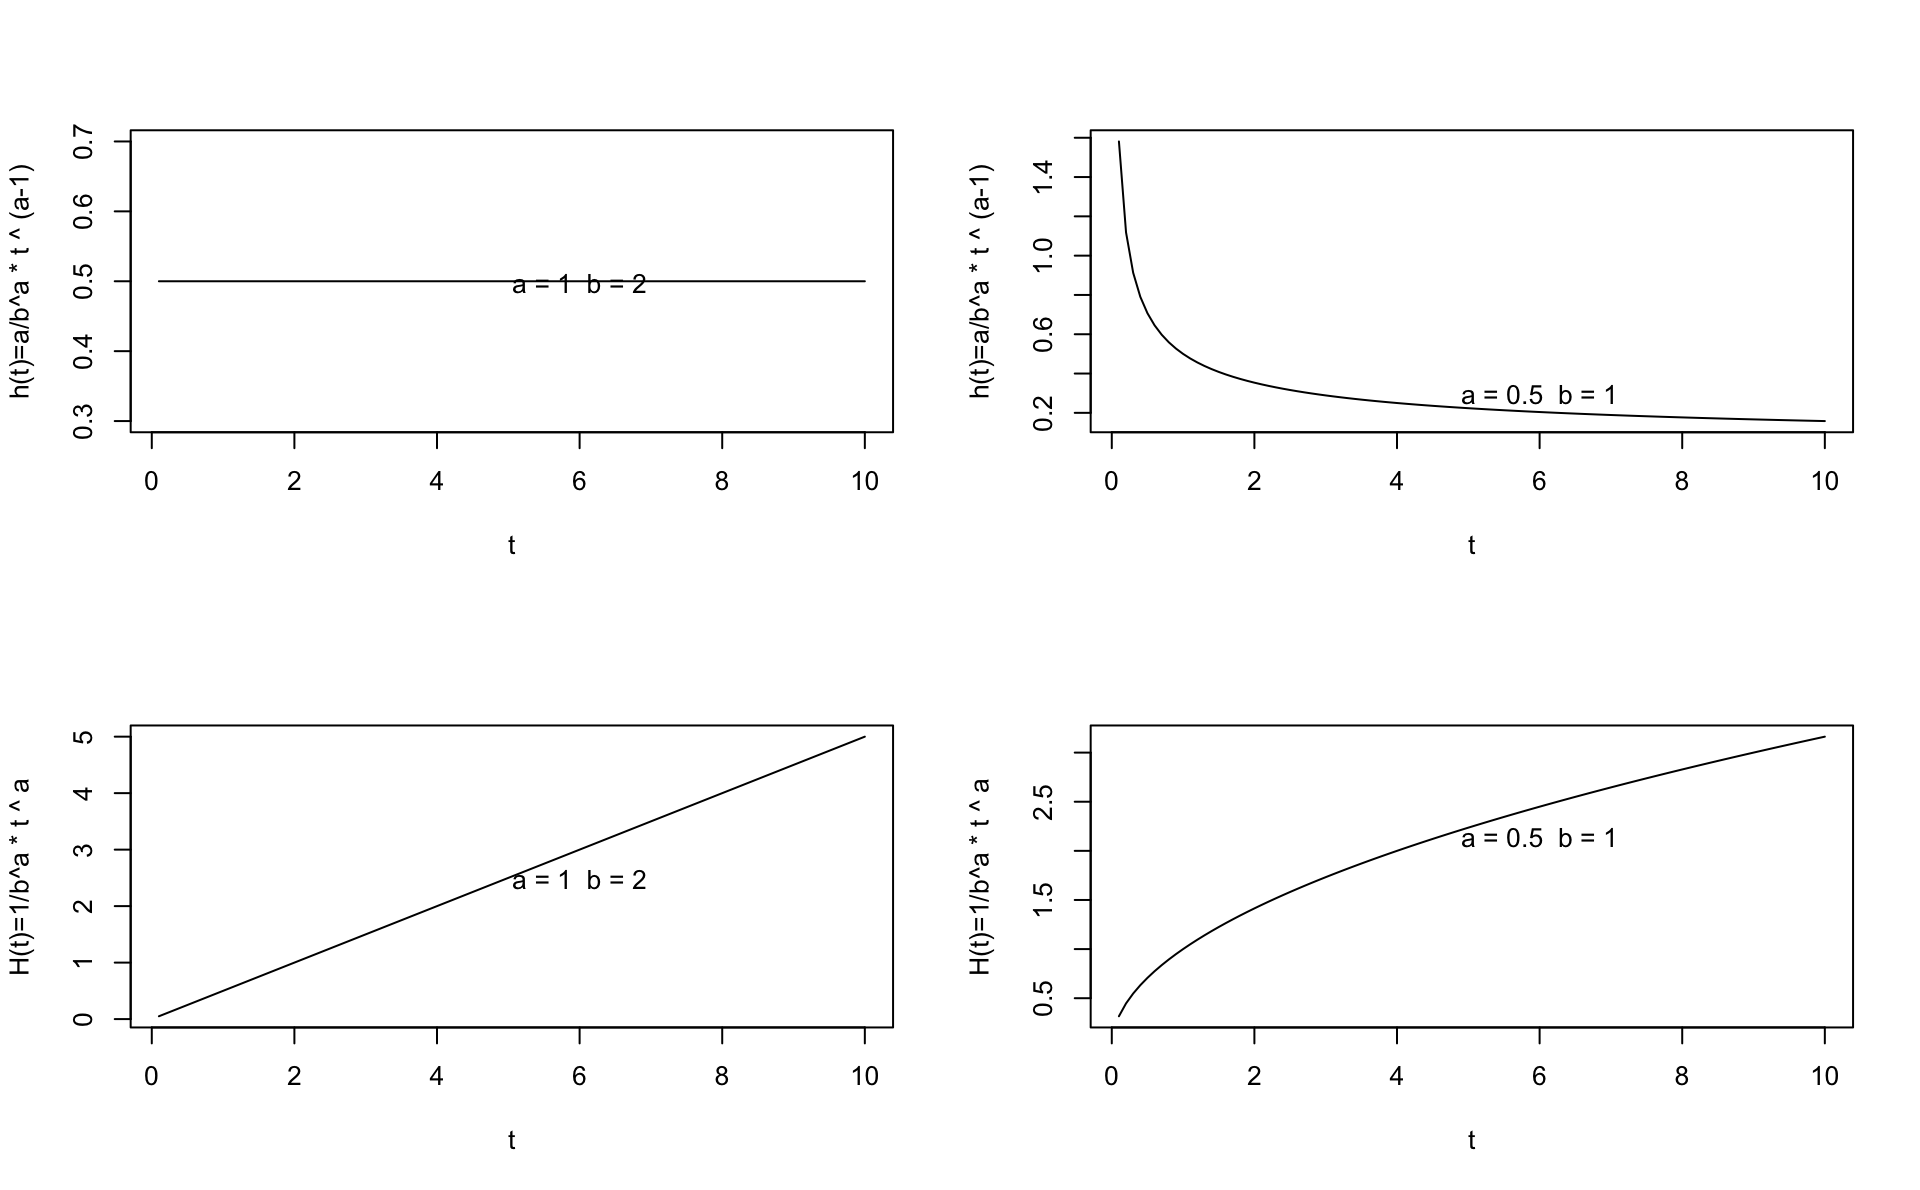 h(t)=a/b^a * t ^ (a-1)
0.7
0.6
0.5
0.4
0.3
a = 1 b = 2
0 2 4 6 8 10
t
h(t)=a/b^a * t ^ (a-1)
1.4
1.0
0.6
0.2
a = 0.5 b = 1
0 2 4 6 8 10
t
H(t)=1/b^a * t ^ a
5
4
3
2
1
0
a = 1 b = 2
0 2 4 6 8 10
t
H(t)=1/b^a * t ^ a
2.5
1.5
0.5
a = 0.5 b = 1
0 2 4 6 8 10
t